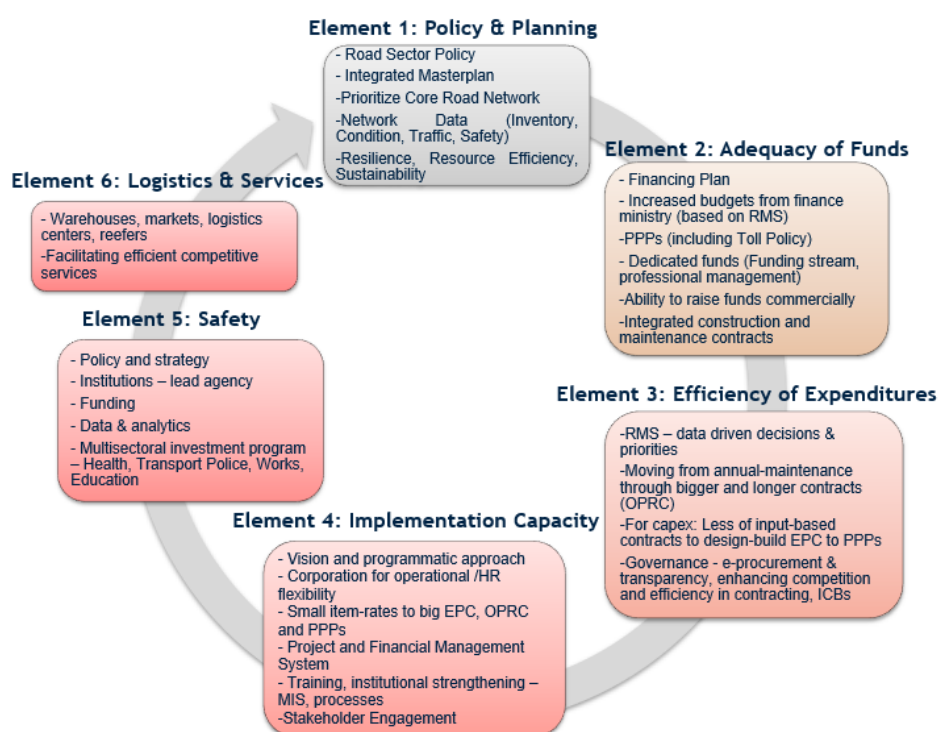 Element 1: Policy & Planning
- Road Sector Policy
- Integrated Masterplan
-Prioritize Core Road Network
-Network Data (Inventory,
Condition, Traffic, Safety)
-Resilience, Resource Efficiency,
Sustainability
Element 2: Adequacy of Funds
- Financing Plan
- Increased budgets from finance
ministry (based on RMS)
-PPPs (including Toll Policy)
- Dedicated funds (Funding stream,
professional management)
-Ability to raise funds commercially
-Integrated construction and
maintenance contracts
Element 3: Efficiency of Expenditures
-RMS – data driven decisions &
priorities
-Moving from annual-maintenance
through bigger and longer contracts
(OPRC)
-For capex: Less of input-based
contracts to design-build EPC to PPPs
-Governance - e-procurement &
transparency, enhancing competition
and efficiency in contracting, ICBs
Element 4: Implementation Capacity
- Vision and programmatic approach
- Corporation for operational /HR
flexibility
- Small item-rates to big EPC, OPRC
and PPPs
- Project and Financial Management
System
- Training, institutional strengthening –
MIS, processes
-Stakeholder Engagement
Element 5: Safety
- Policy and strategy
- Institutions – lead agency
- Funding
- Data & analytics
- Multisectoral investment program
– Health, Transport Police, Works,
Education
Element 6: Logistics & Services
- Warehouses, markets, logistics
centers, reefers
-Facilitating efficient competitive
services